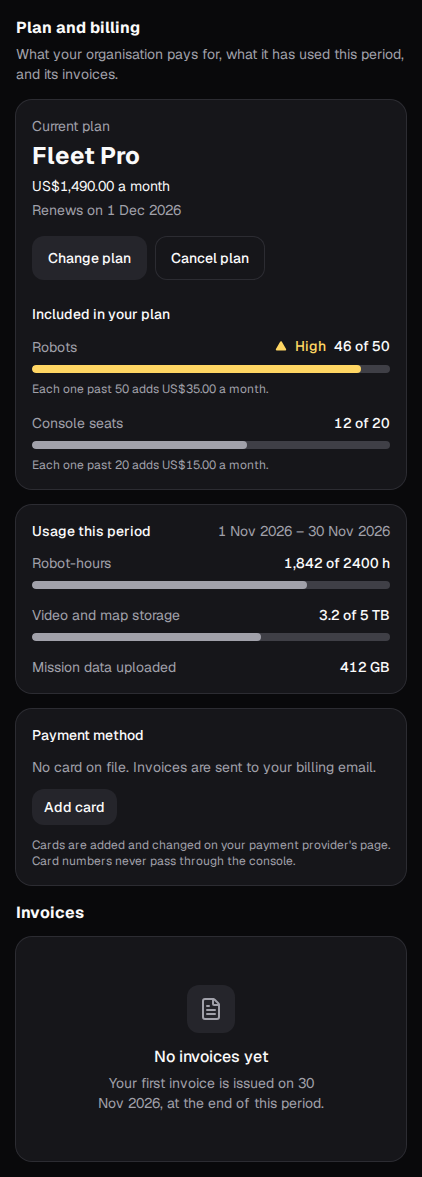 Plan and billing
What your organisation pays for, what it has used this period,
and its invoices.
Current plan
Fleet Pro
US$1,490.00 a month
Renews on 1 Dec 2026
Change plan
Cancel plan
Included in your plan
Robots
High 46 of 50
Each one past 50 adds US$35.00 a month.
Console seats
12 of 20
Each one past 20 adds US$15.00 a month.
Usage this period
1 Nov 2026 – 30 Nov 2026
Robot-hours
1,842 of 2400 h
Video and map storage
3.2 of 5 TB
Mission data uploaded
412 GB
Payment method
No card on file. Invoices are sent to your billing email.
Add card
Cards are added and changed on your payment provider's page.
Card numbers never pass through the console.
Invoices
No invoices yet
Your first invoice is issued on 30
Nov 2026, at the end of this period.